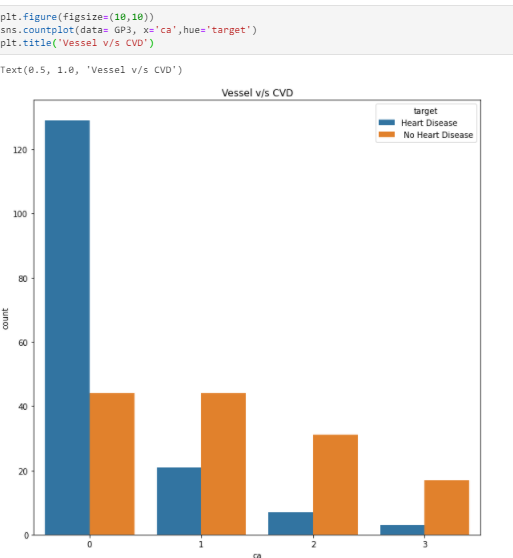 plt.figure(figsize=(10,10))
sns.countplot(data= GP3, x='ca',hue='target')
plt.title('Vessel v/s CVD')
Text(0.5, 1.0, 'Vessel v/s CVD')
Vessel v/s CVD
target
Heart Disease
No Heart Disease
120
100
80
60
40
20
0
count
0 1 2 3
ca